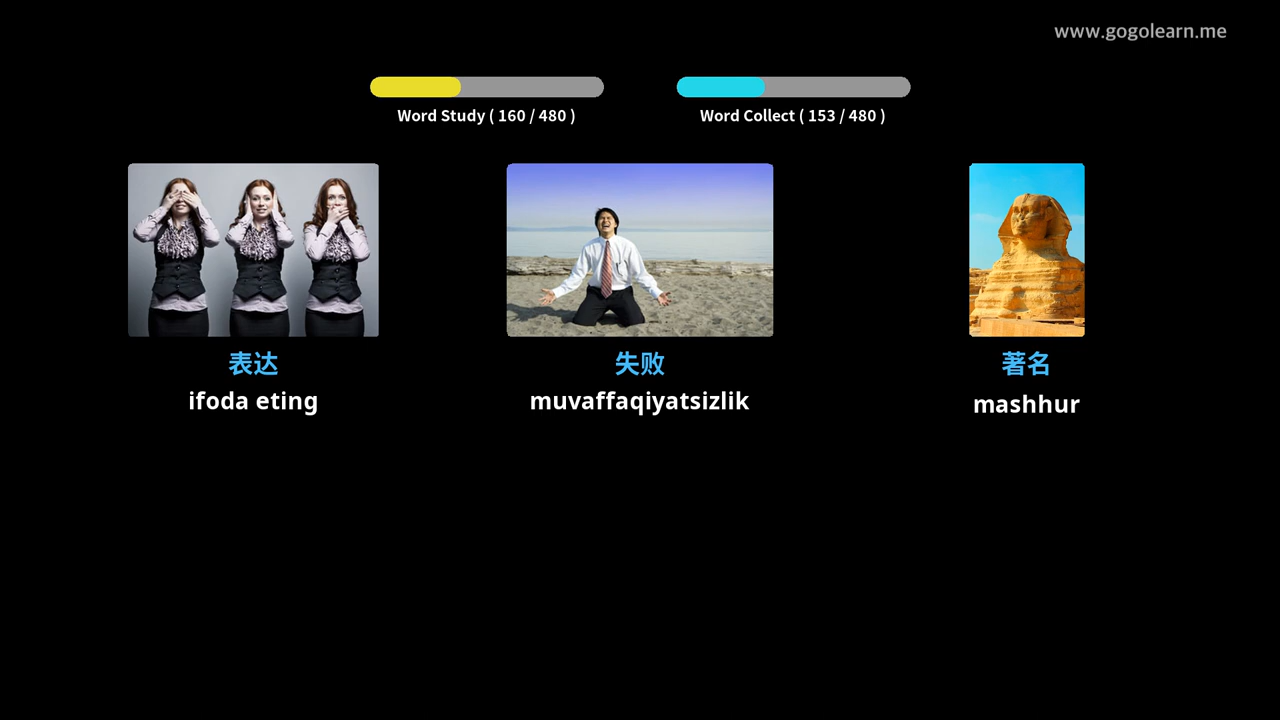 www.gogolearn.me
Word Study ( 160 / 480 )
Word Collect ( 153 / 480 )
表达
失败
著名
ifoda eting
muvaffaqiyatsizlik
mashhur